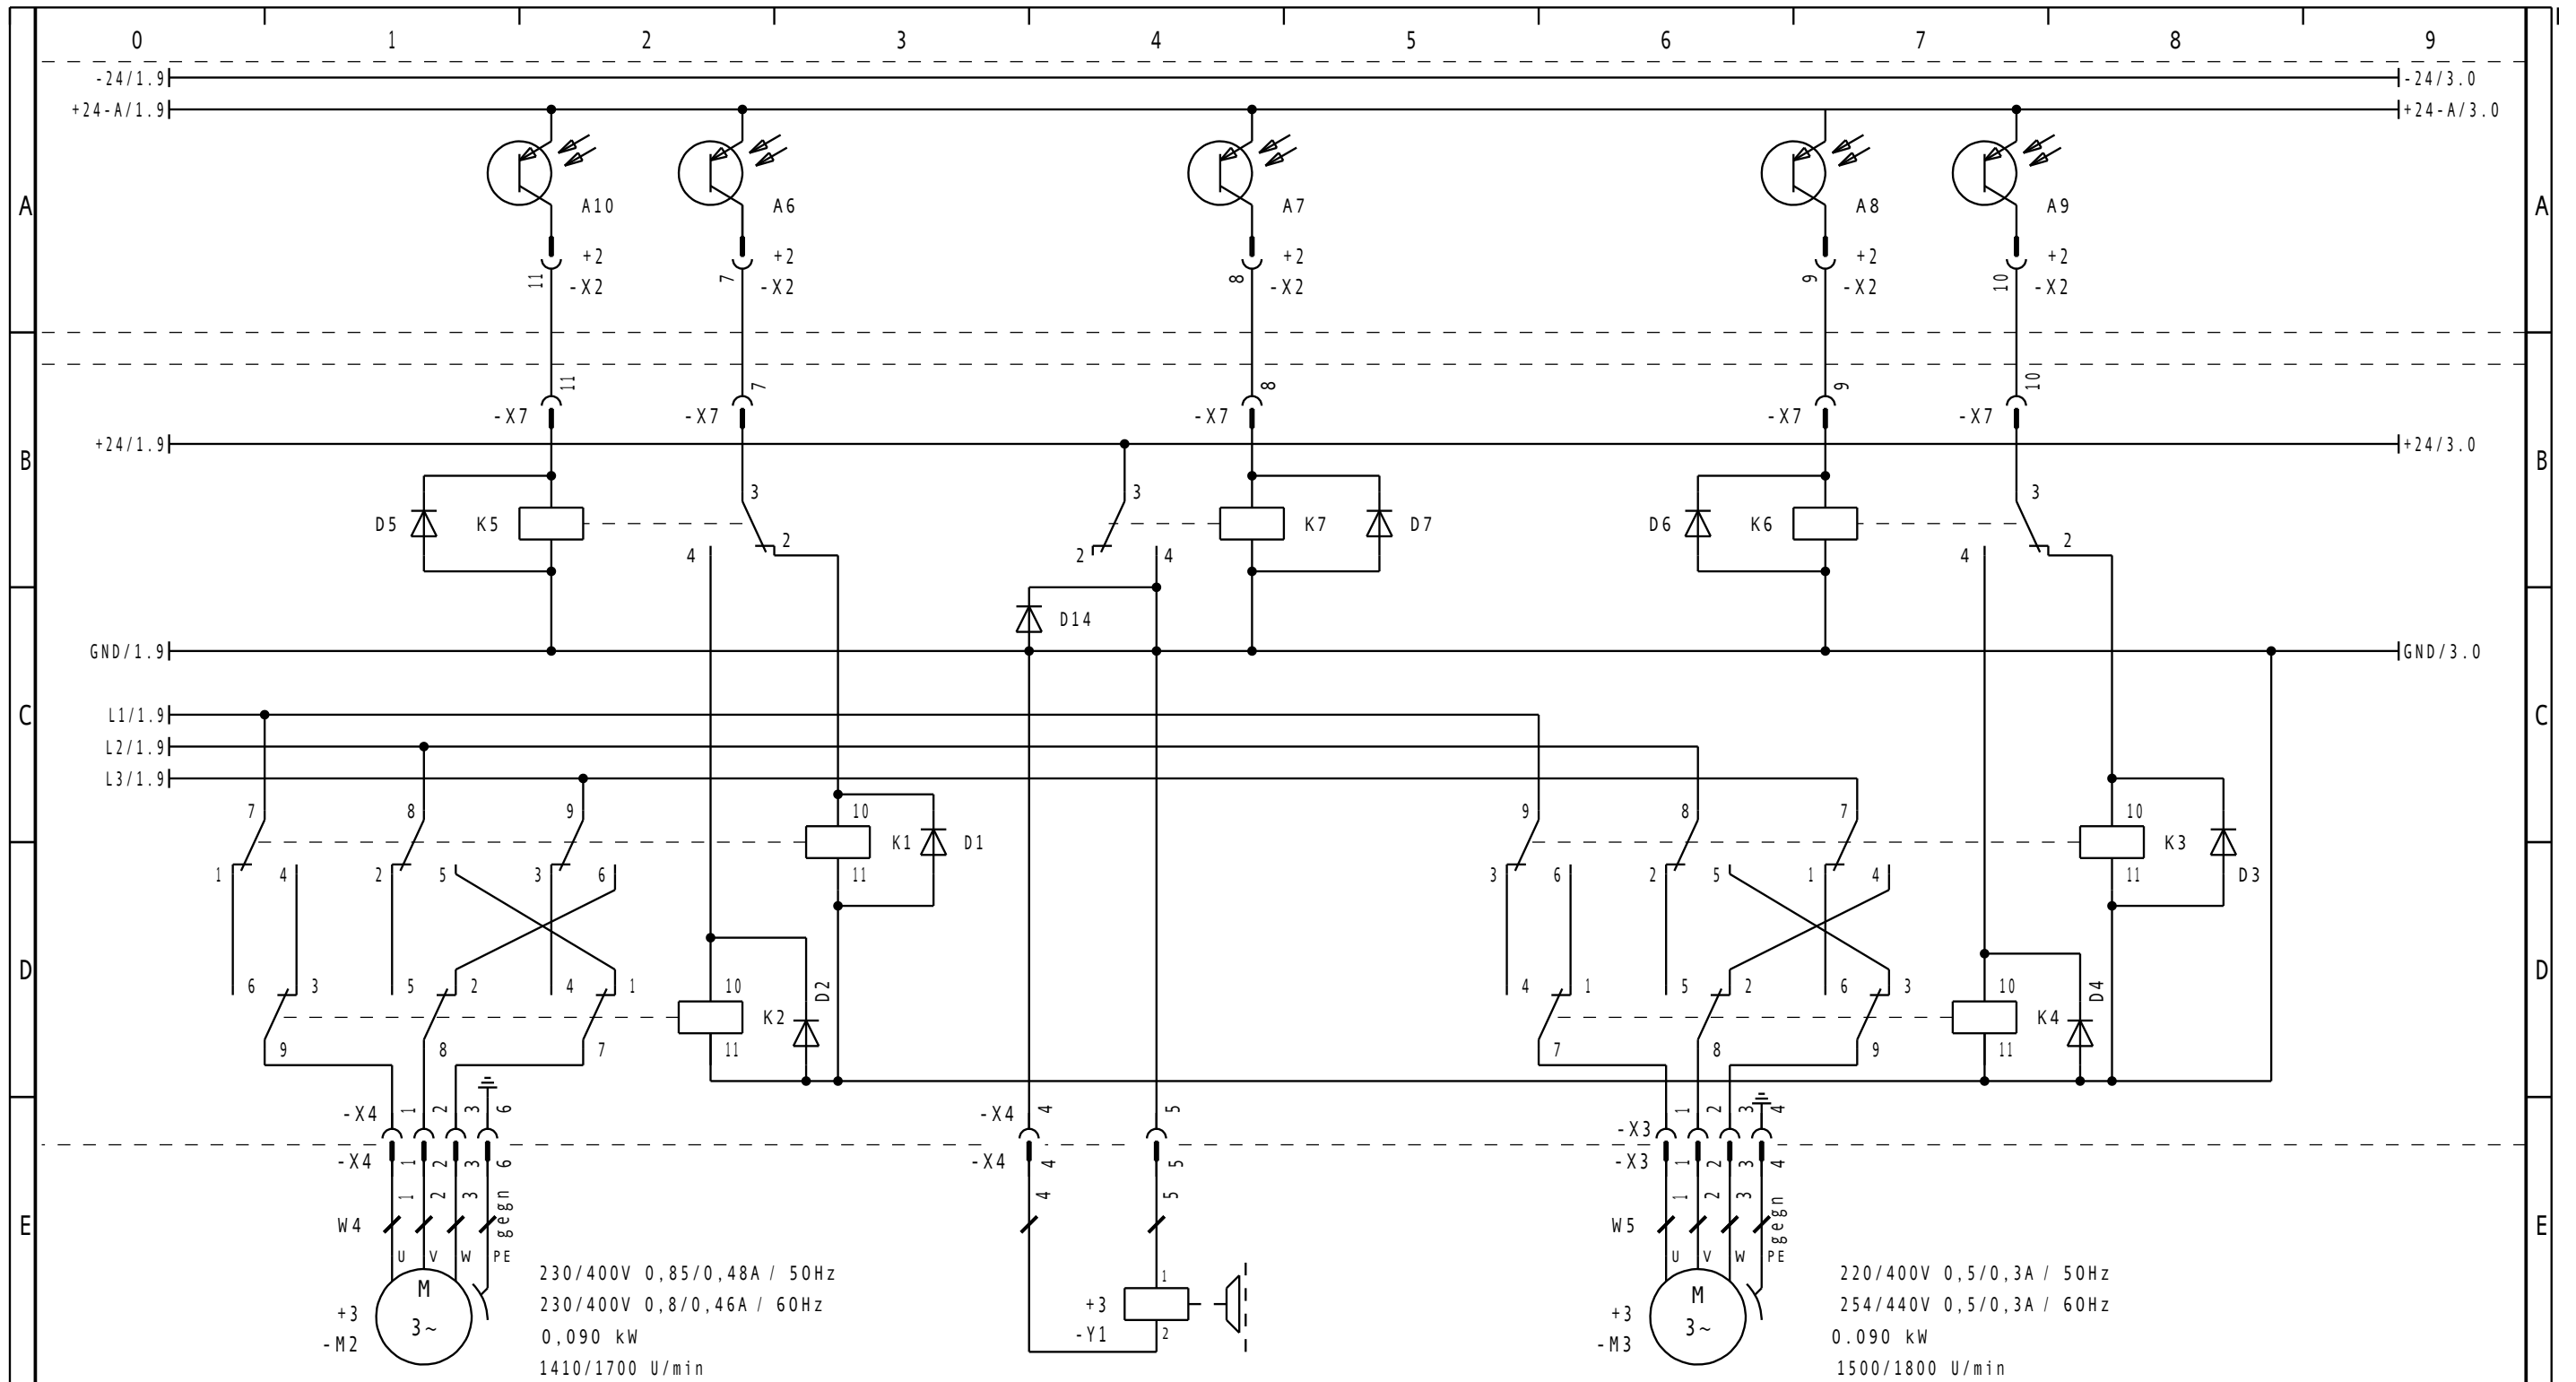 0 1 2 3 4 5 6 7 8 9
-24/1.9 -24/3.0
+24-A/1.9 +24-A/3.0
A A10 A6 A7 A8 A9 A
+2 +2 +2 +2 +2
11 -X2 7 -X2 8 -X2 9 -X2 10 -X2
11 7 8 9 10
-X7 -X7 -X7 -X7 -X7
+24/1.9 +24/3.0
B B
3 3 3
D5 K5 K7 D7 D6 K6
4 2 2 4 4 2
D14
GND/1.9 GND/3.0
C L1/1.9 C
L2/1.9
L3/1.9
7 8 9 10 9 8 7 10
K1 D1 K3
1 4 2 5 3 6 11 3 6 2 5 1 4 11 D3
D D
6 3 5 2 4 1 10 D2 4 1 5 2 6 3 10 D4
K2 K4
9 8 7 11 7 8 9 11
-X4 1 2 3 6 -X4 4 5 -X3 1 2 3 4
-X4 1 2 3 6 -X4 4 5 -X3 1 2 3 4
1 2 3 gegn 4 5 1 2 3 gegn
E W4 W5 E
U V W PE U V W PE
230/400V 0,85/0,48A / 50Hz 1 220/400V 0,5/0,3A / 50Hz
M M
+3 230/400V 0,8/0,46A / 60Hz +3 +3 254/440V 0,5/0,3A / 60Hz
3~ 3~
-M2 0,090 kW -Y1 2 -M3 0.090 kW
1410/1700 U/min 1500/1800 U/min